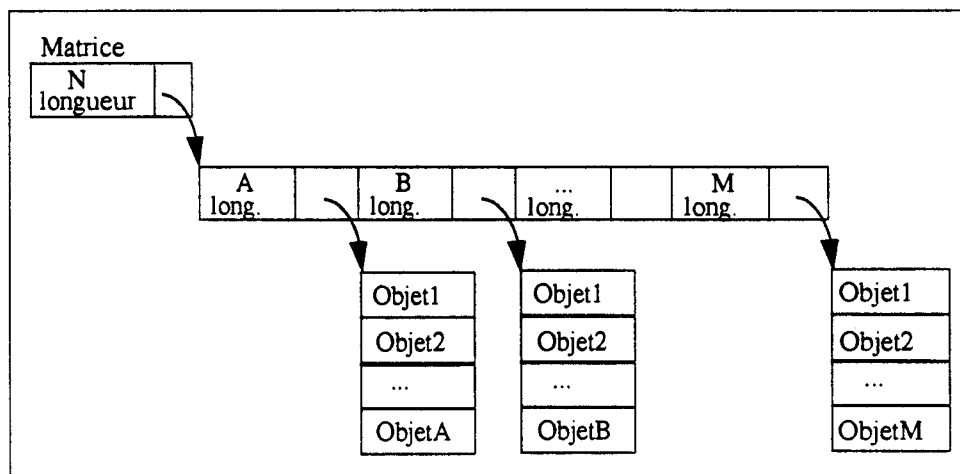 Matrice
N
longueur
A B ... M
long. long. long. long.
Objet1 Objet1 Objet1
Objet2 Objet2 Objet2
... ... ...
ObjetA ObjetB ObjetM